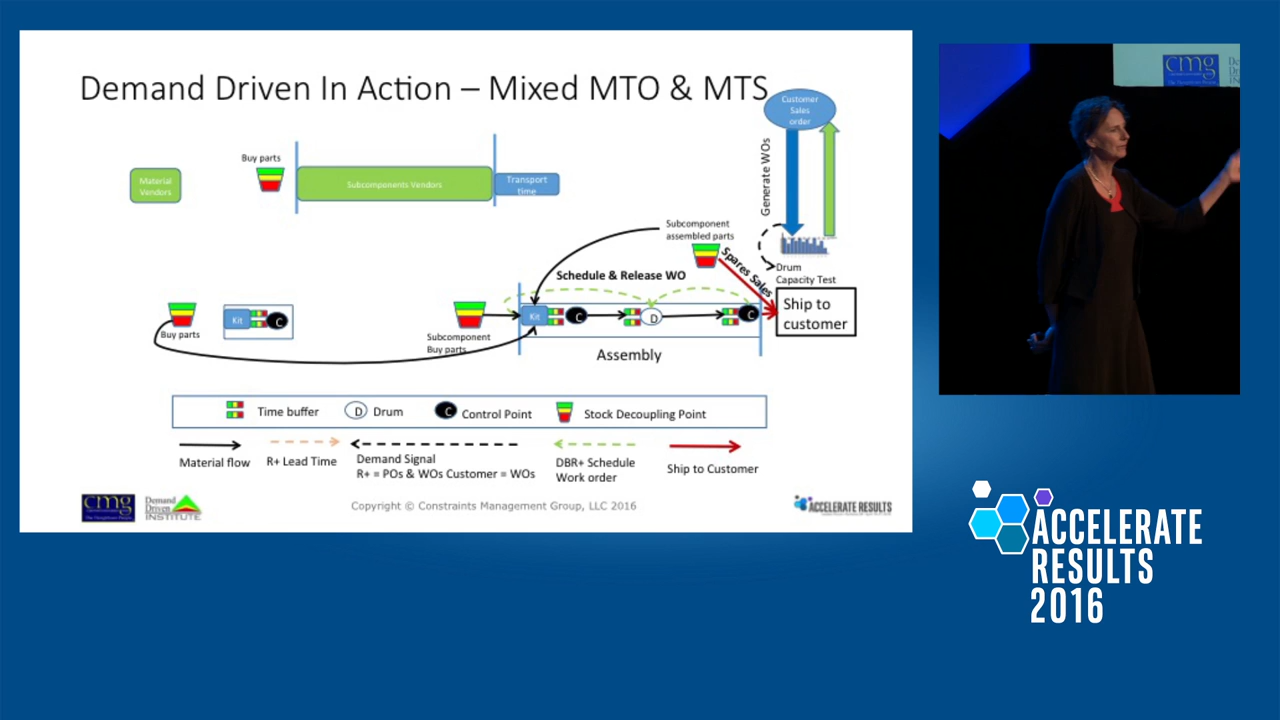 Demand Driven In Action – Mixed MTO & MTS
Customer
Sales
order
Generate WOs
Buy parts
Material
Vendors
Subcomponents Vendors
Transport
time
Subcomponent
assembled parts
Spares Sales
Drum
Capacity Test
Schedule & Release WO
Ship to
customer
Buy parts
Kit
C
Subcomponent
Buy parts
Kit
C
D
C
Assembly
Time buffer
D
Drum
C
Control Point
Stock Decoupling Point
Material flow
R+ Lead Time
Demand Signal
R+ = POs & WOs Customer = WOs
DBR+ Schedule
Work order
Ship to Customer
cmg
Demand
Driven
INSTITUTE
Copyright © Constraints Management Group, LLC 2016
ACCELERATE RESULTS
cmg
ACCELERATE
RESULTS
2016